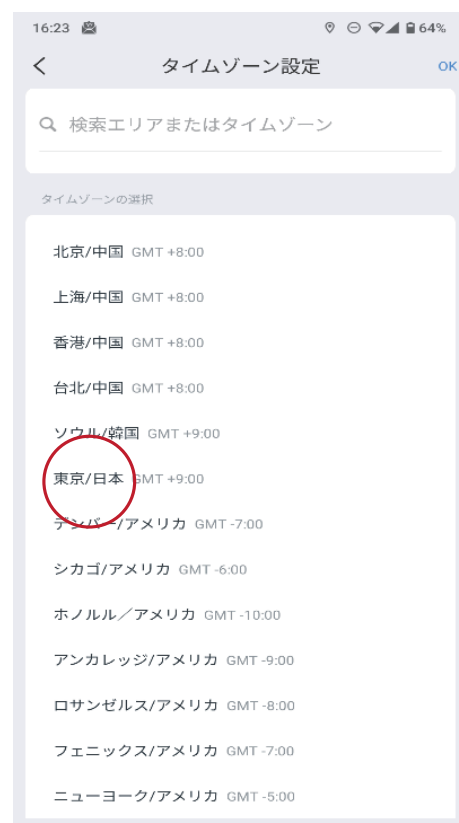 16:23 64%
タイムゾーン設定 OK
検索エリアまたはタイムゾーン
タイムゾーンの選択
北京/中国 GMT +8:00
上海/中国 GMT +8:00
香港/中国 GMT +8:00
台北/中国 GMT +8:00
ソウル/韓国 GMT +9:00
東京/日本 GMT +9:00
デンバー/アメリカ GMT -7:00
シカゴ/アメリカ GMT -6:00
ホノルル／アメリカ GMT -10:00
アンカレッジ/アメリカ GMT -9:00
ロサンゼルス/アメリカ GMT -8:00
フェニックス/アメリカ GMT -7:00
ニューヨーク/アメリカ GMT -5:00